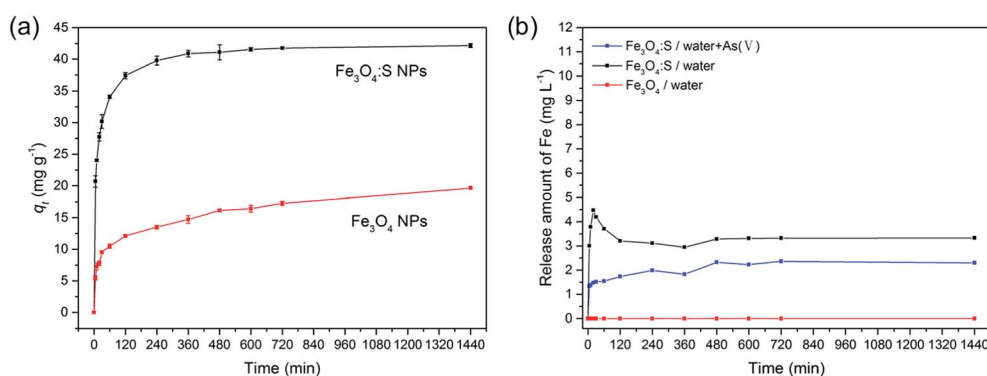 (a)
45
40
35
30
25
20
15
10
5
0
qₜ (mg g⁻¹)
Fe₃O₄:S NPs
Fe₃O₄ NPs
0 120 240 360 480 600 720 840 960 1080 1200 1320 1440
Time (min)
(b)
12
11
10
9
8
7
6
5
4
3
2
1
0
Release amount of Fe (mg L⁻¹)
Fe₃O₄:S / water+As(Ⅴ)
Fe₃O₄:S / water
Fe₃O₄ / water
0 120 240 360 480 600 720 840 960 1080 1200 1320 1440
Time (min)